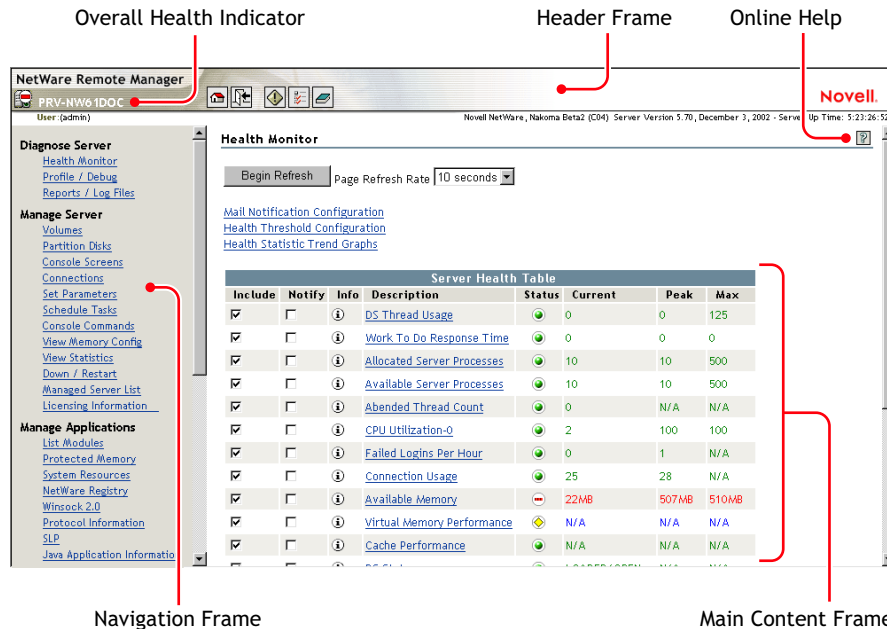 Overall Health Indicator
Header Frame
Online Help
NetWare Remote Manager
PRV-NW61DOC
Novell.
User:(admin)
Novell NetWare, Nakoma Beta2 (C04) Server Version 5.70, December 3, 2002 - Server Up Time: 5:23:26:52
Diagnose Server
Health Monitor
Profile / Debug
Reports / Log Files
Manage Server
Volumes
Partition Disks
Console Screens
Connections
Set Parameters
Schedule Tasks
Console Commands
View Memory Config
View Statistics
Down / Restart
Managed Server List
Licensing Information
Manage Applications
List Modules
Protected Memory
System Resources
NetWare Registry
Winsock 2.0
Protocol Information
SLP
Java Application Informatio
Health Monitor
?
Begin Refresh Page Refresh Rate 10 seconds
Mail Notification Configuration
Health Threshold Configuration
Health Statistic Trend Graphs
Server Health Table
Include Notify Info Description Status Current Peak Max
DS Thread Usage 0 0 125
Work To Do Response Time 0 0 0
Allocated Server Processes 10 10 500
Available Server Processes 10 10 500
Abended Thread Count 0 N/A N/A
CPU Utilization-0 2 100 100
Failed Logins Per Hour 0 1 N/A
Connection Usage 25 28 N/A
Available Memory 22MB 507MB 510MB
Virtual Memory Performance N/A N/A N/A
Cache Performance N/A N/A N/A
Navigation Frame
Main Content Frame